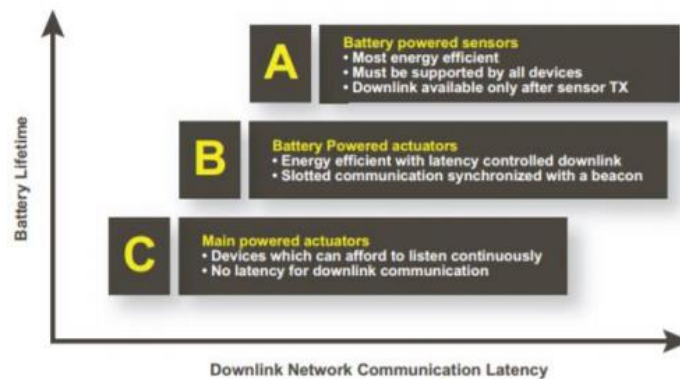 Battery Lifetime
A
Battery powered sensors
• Most energy efficient
• Must be supported by all devices
• Downlink available only after sensor TX
B
Battery Powered actuators
• Energy efficient with latency controlled downlink
• Slotted communication synchronized with a beacon
C
Main powered actuators
• Devices which can afford to listen continuously
• No latency for downlink communication
Downlink Network Communication Latency